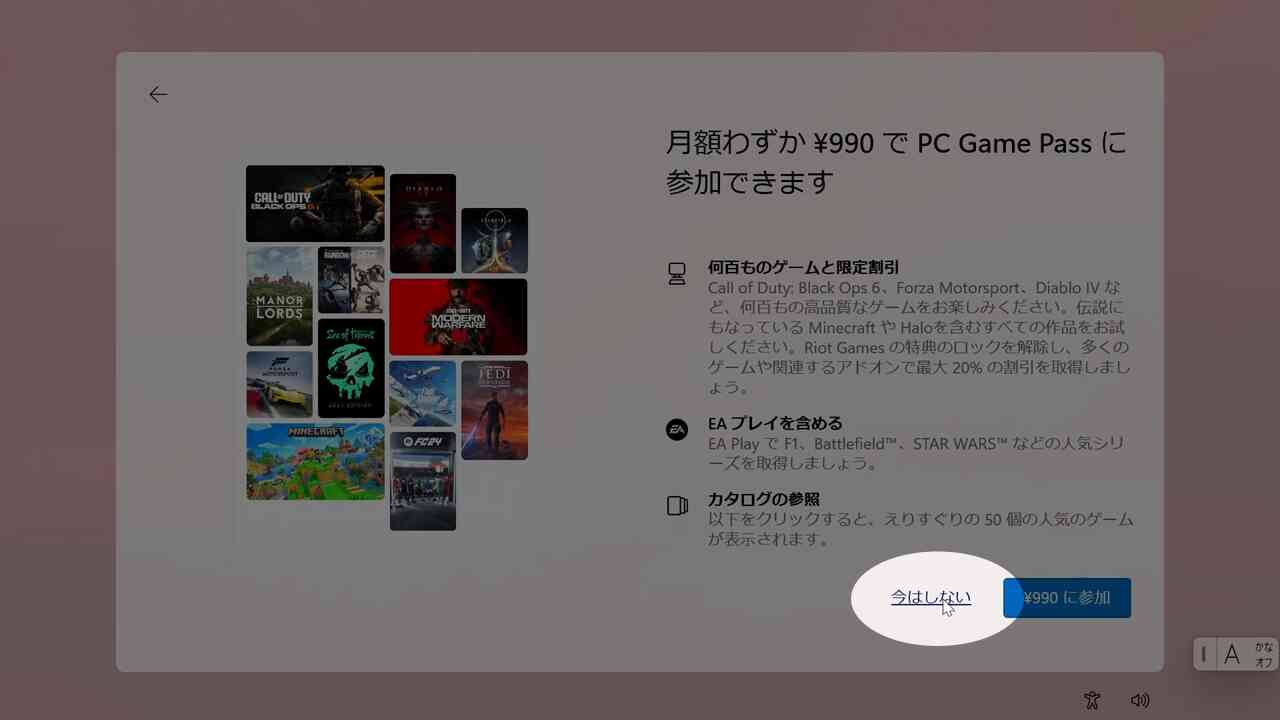 月額わずか ¥990 で PC Game Pass に
参加できます
何百ものゲームと限定割引
Call of Duty: Black Ops 6、Forza Motorsport、Diablo IV な
ど、何百もの高品質なゲームをお楽しみください。伝説に
もなっている Minecraft や Haloを含むすべての作品をお試
しください。Riot Games の特典のロックを解除し、多くの
ゲームや関連するアドオンで最大 20% の割引を取得しまし
ょう。
EA
EA プレイを含める
EA Play で F1、Battlefield™、STAR WARS™ などの人気シリ
ーズを取得しましょう。
カタログの参照
以下をクリックすると、えりすぐりの 50 個の人気のゲーム
が表示されます。
今はしない
¥990 に参加
CALL OF DUTY
BLACK OPS 6
DIABLO
STARFIELD
MANOR
LORDS
RAINBOW
SIEGE
CALL OF DUTY
MODERN
WARFARE
Sea of Thieves
FORZA
MOTORSPORT
JEDI
MINECRAFT
FC24
A
かな
オフ